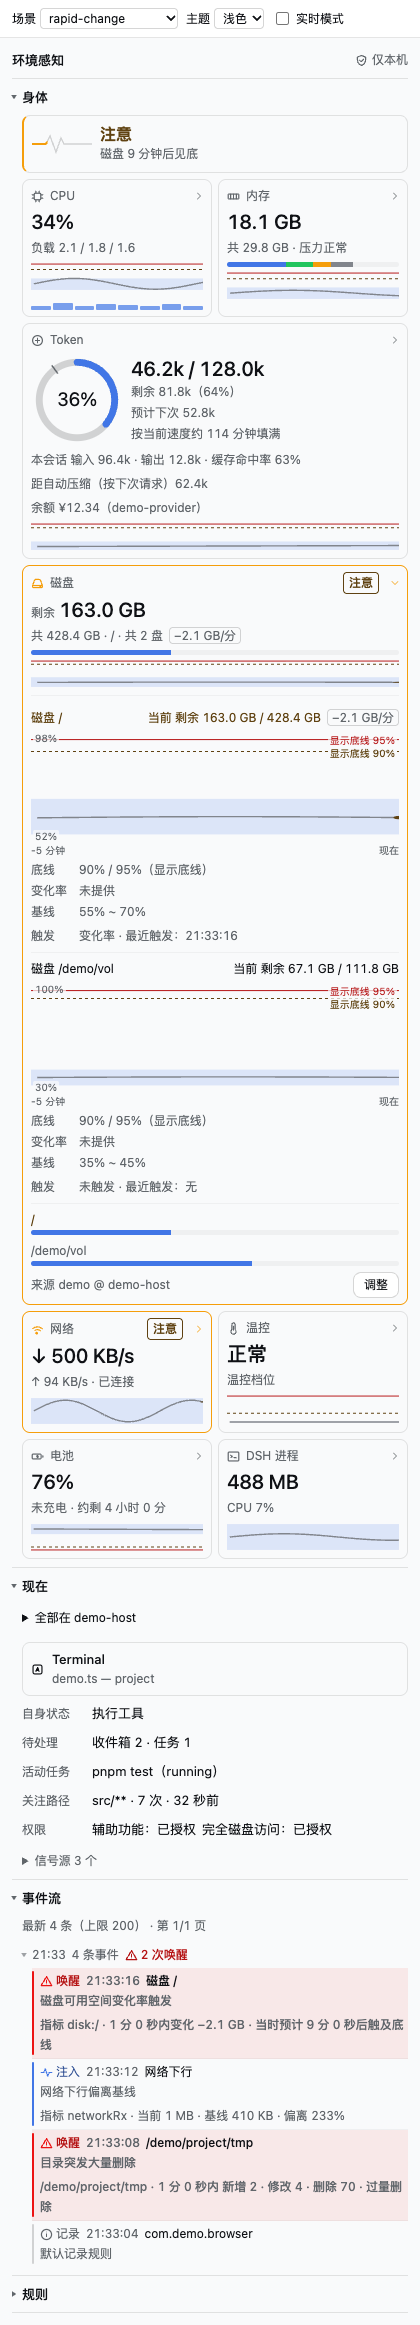 场景 rapid-change 主题 浅色 实时模式
环境感知 仅本机
身体
注意
磁盘 9 分钟后见底
CPU
34%
负载 2.1 / 1.8 / 1.6
内存
18.1 GB
共 29.8 GB · 压力正常
Token
36%
46.2k / 128.0k
剩余 81.8k（64%）
预计下次 52.8k
按当前速度约 114 分钟填满
本会话 输入 96.4k · 输出 12.8k · 缓存命中率 63%
距自动压缩（按下次请求）62.4k
余额 ¥12.34（demo-provider）
磁盘 注意
剩余 163.0 GB
共 428.4 GB · / · 共 2 盘 −2.1 GB/分
磁盘 / 当前 剩余 163.0 GB / 428.4 GB −2.1 GB/分
98% 显示底线 95%
显示底线 90%
52%
-5 分钟 现在
底线 90% / 95%（显示底线）
变化率 未提供
基线 55% ~ 70%
触发 变化率 · 最近触发：21:33:16
磁盘 /demo/vol 当前 剩余 67.1 GB / 111.8 GB
100% 显示底线 95%
显示底线 90%
30%
-5 分钟 现在
底线 90% / 95%（显示底线）
变化率 未提供
基线 35% ~ 45%
触发 未触发 · 最近触发：无
/
/demo/vol
来源 demo @ demo-host 调整
网络 注意
↓ 500 KB/s
↑ 94 KB/s · 已连接
温控
正常
温控档位
电池
76%
未充电 · 约剩 4 小时 0 分
DSH 进程
488 MB
CPU 7%
现在
全部在 demo-host
Terminal
demo.ts — project
自身状态 执行工具
待处理 收件箱 2 · 任务 1
活动任务 pnpm test（running）
关注路径 src/** · 7 次 · 32 秒前
权限 辅助功能：已授权 完全磁盘访问：已授权
信号源 3 个
事件流
最新 4 条（上限 200） · 第 1/1 页
21:33 4 条事件 2 次唤醒
唤醒 21:33:16 磁盘 /
磁盘可用空间变化率触发
指标 disk:/ · 1 分 0 秒内变化 −2.1 GB · 当时预计 9 分 0 秒后触及底
线
注入 21:33:12 网络下行
网络下行偏离基线
指标 networkRx · 当前 1 MB · 基线 410 KB · 偏离 233%
唤醒 21:33:08 /demo/project/tmp
目录突发大量删除
/demo/project/tmp · 1 分 0 秒内 新增 2 · 修改 4 · 删除 70 · 过量删
除
记录 21:33:04 com.demo.browser
默认记录规则
规则